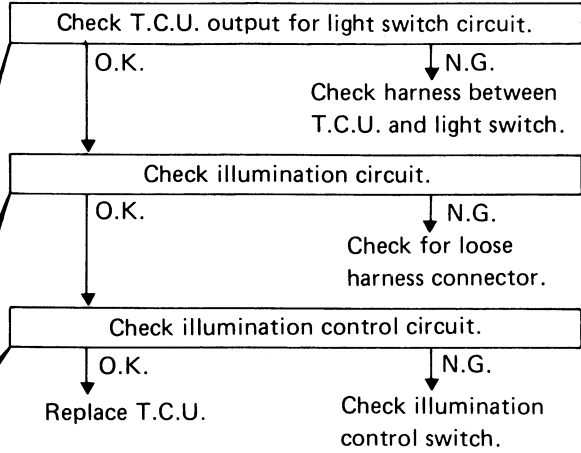 Check T.C.U. output for light switch circuit.
O.K.
N.G.
Check harness between
T.C.U. and light switch.
Check illumination circuit.
O.K.
N.G.
Check for loose
harness connector.
Check illumination control circuit.
O.K.
N.G.
Replace T.C.U.
Check illumination
control switch.